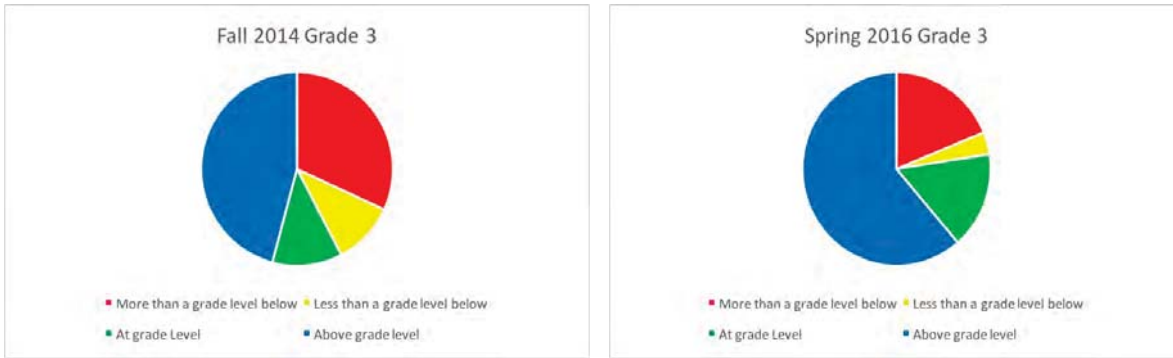 Fall 2014 Grade 3
More than a grade level below Less than a grade level below
At grade Level Above grade level
Spring 2016 Grade 3
More than a grade level below Less than a grade level below
At grade Level Above grade level